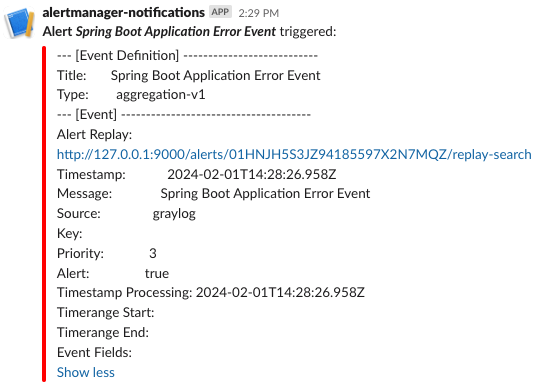 alertmanager-notifications APP 2:29 PM
Alert Spring Boot Application Error Event triggered:
--- [Event Definition] ---------------------------
Title: Spring Boot Application Error Event
Type: aggregation-v1
--- [Event] --------------------------------------
Alert Replay:
http://127.0.0.1:9000/alerts/01HNJH5S3JZ94185597X2N7MQZ/replay-search
Timestamp: 2024-02-01T14:28:26.958Z
Message: Spring Boot Application Error Event
Source: graylog
Key:
Priority: 3
Alert: true
Timestamp Processing: 2024-02-01T14:28:26.958Z
Timerange Start:
Timerange End:
Event Fields:
Show less